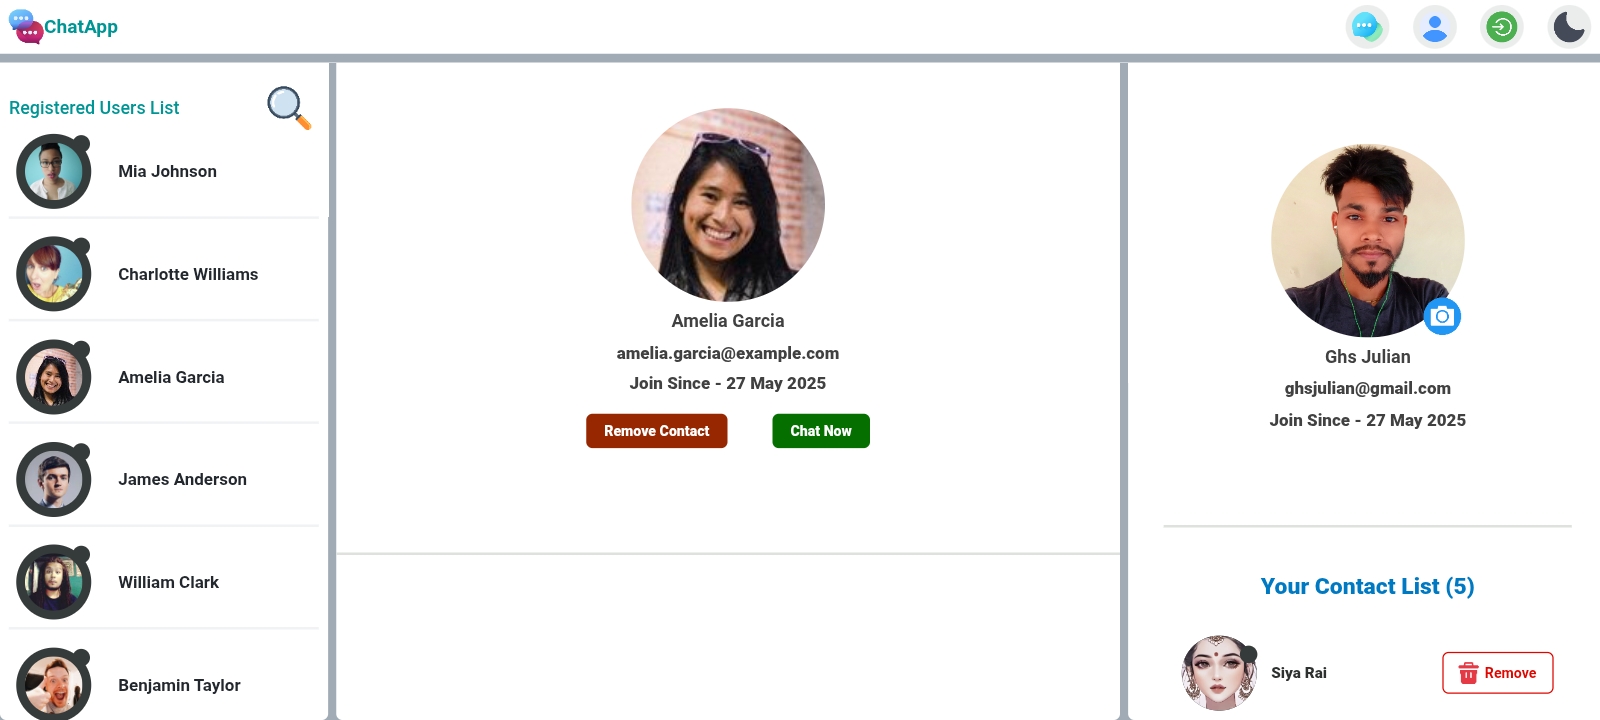 ChatApp
Registered Users List
Mia Johnson
Charlotte Williams
Amelia Garcia
James Anderson
William Clark
Benjamin Taylor
Amelia Garcia
amelia.garcia@example.com
Join Since - 27 May 2025
Remove Contact
Chat Now
Ghs Julian
ghsjulian@gmail.com
Join Since - 27 May 2025
Your Contact List (5)
Siya Rai
Remove